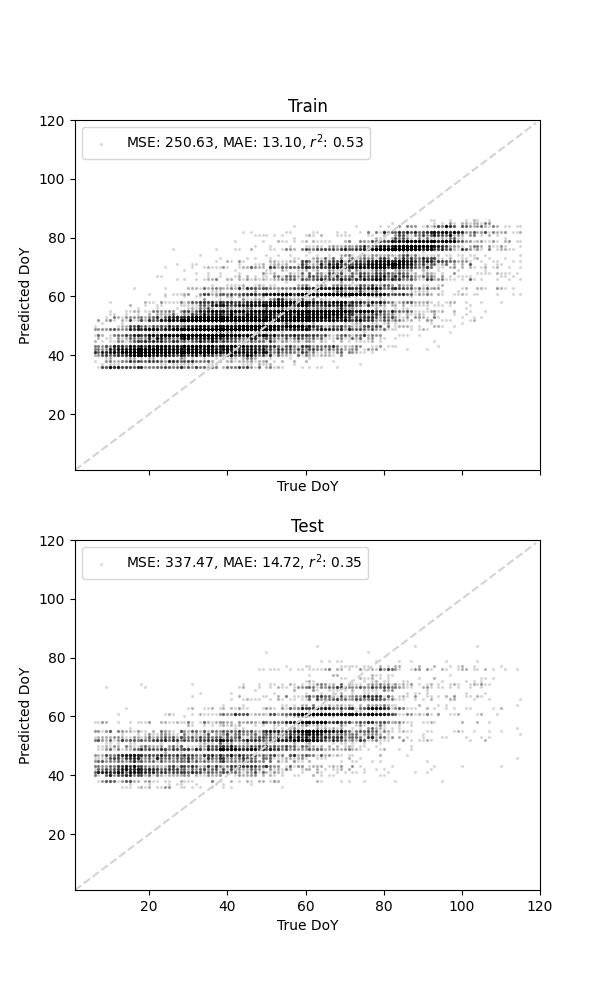 Train
MSE: 250.63, MAE: 13.10, r²: 0.53
120
100
80
60
40
20
Predicted DoY
True DoY
Test
MSE: 337.47, MAE: 14.72, r²: 0.35
120
100
80
60
40
20
Predicted DoY
20 40 60 80 100 120
True DoY